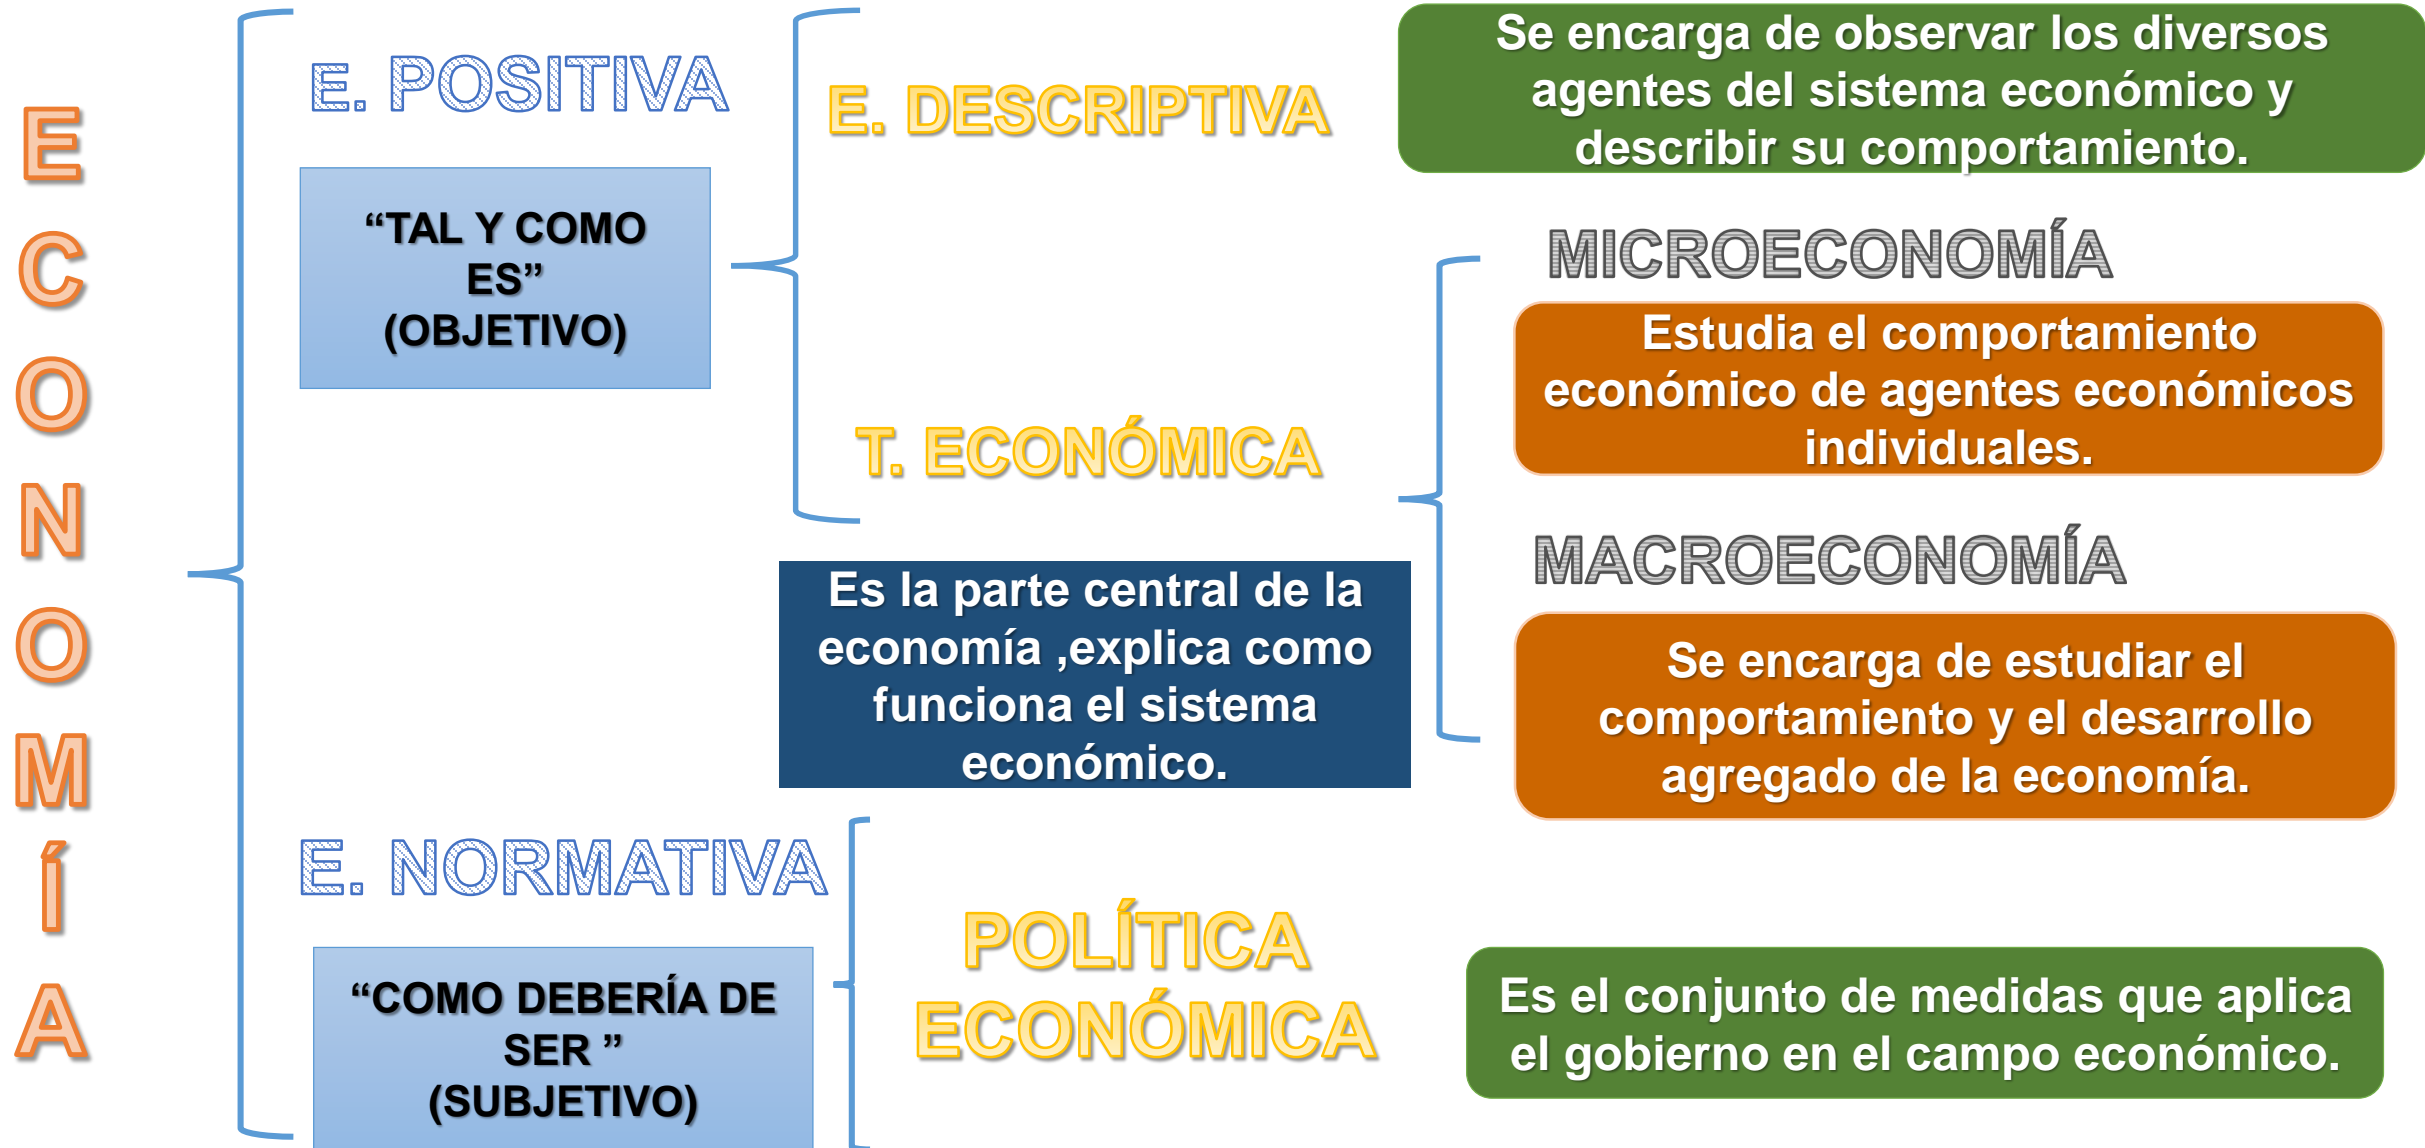 ECONOMÍA
E. POSITIVA
“TAL Y COMO
ES”
(OBJETIVO)
E. DESCRIPTIVA
Se encarga de observar los diversos
agentes del sistema económico y
describir su comportamiento.
T. ECONÓMICA
Es la parte central de la
economía ,explica como
funciona el sistema
económico.
MICROECONOMÍA
Estudia el comportamiento
económico de agentes económicos
individuales.
MACROECONOMÍA
Se encarga de estudiar el
comportamiento y el desarrollo
agregado de la economía.
E. NORMATIVA
“COMO DEBERÍA DE
SER ”
(SUBJETIVO)
POLÍTICA
ECONÓMICA
Es el conjunto de medidas que aplica
el gobierno en el campo económico.